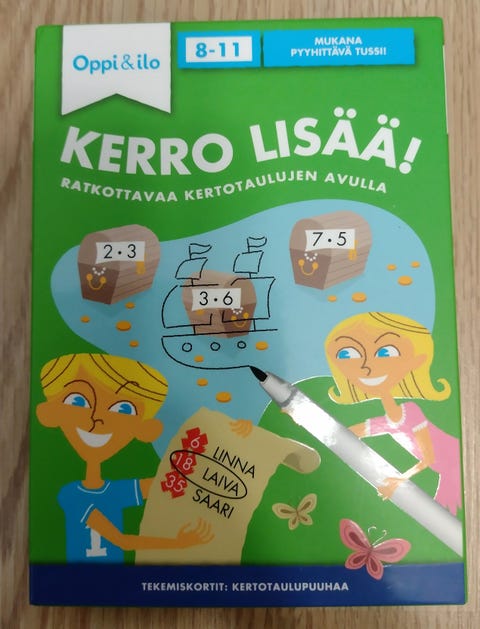 Oppi&ilo
8-11
MUKANA
PYYHITTÄVÄ TUSSI!
KERRO LISÄÄ!
RATKOTTAVAA KERTOTAULUJEN AVULLA
2·3
7·5
3·6
6 LINNA
18 LAIVA
35 SAARI
1
TEKEMISKORTIT: KERTOTAULUPUUHAA